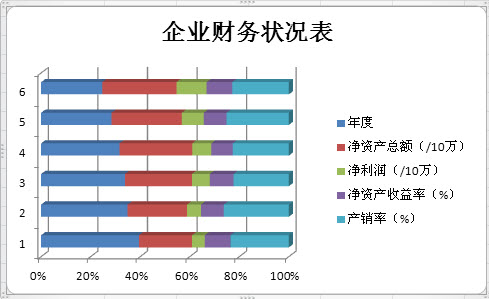 企业财务状况表
6
5
4
3
2
1
0% 20% 40% 60% 80% 100%
年度
净资产总额（/10万）
净利润（/10万）
净资产收益率（%）
产销率（%）